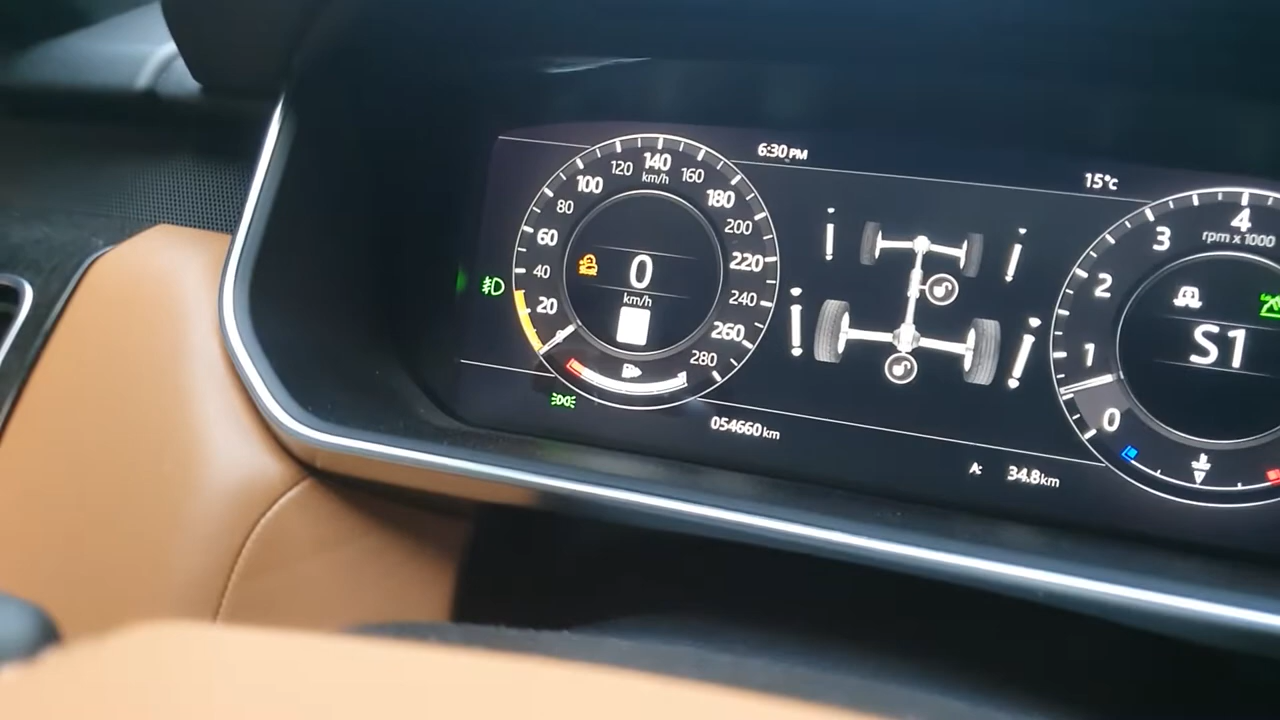 6:30 PM
15°c
120 140 160
km/h
100 180
80 200
60 220
40 240
20 260
280
0
km/h
054660 km
A: 34.8 km
4
3 rpm x 1000
2
1
0
S1